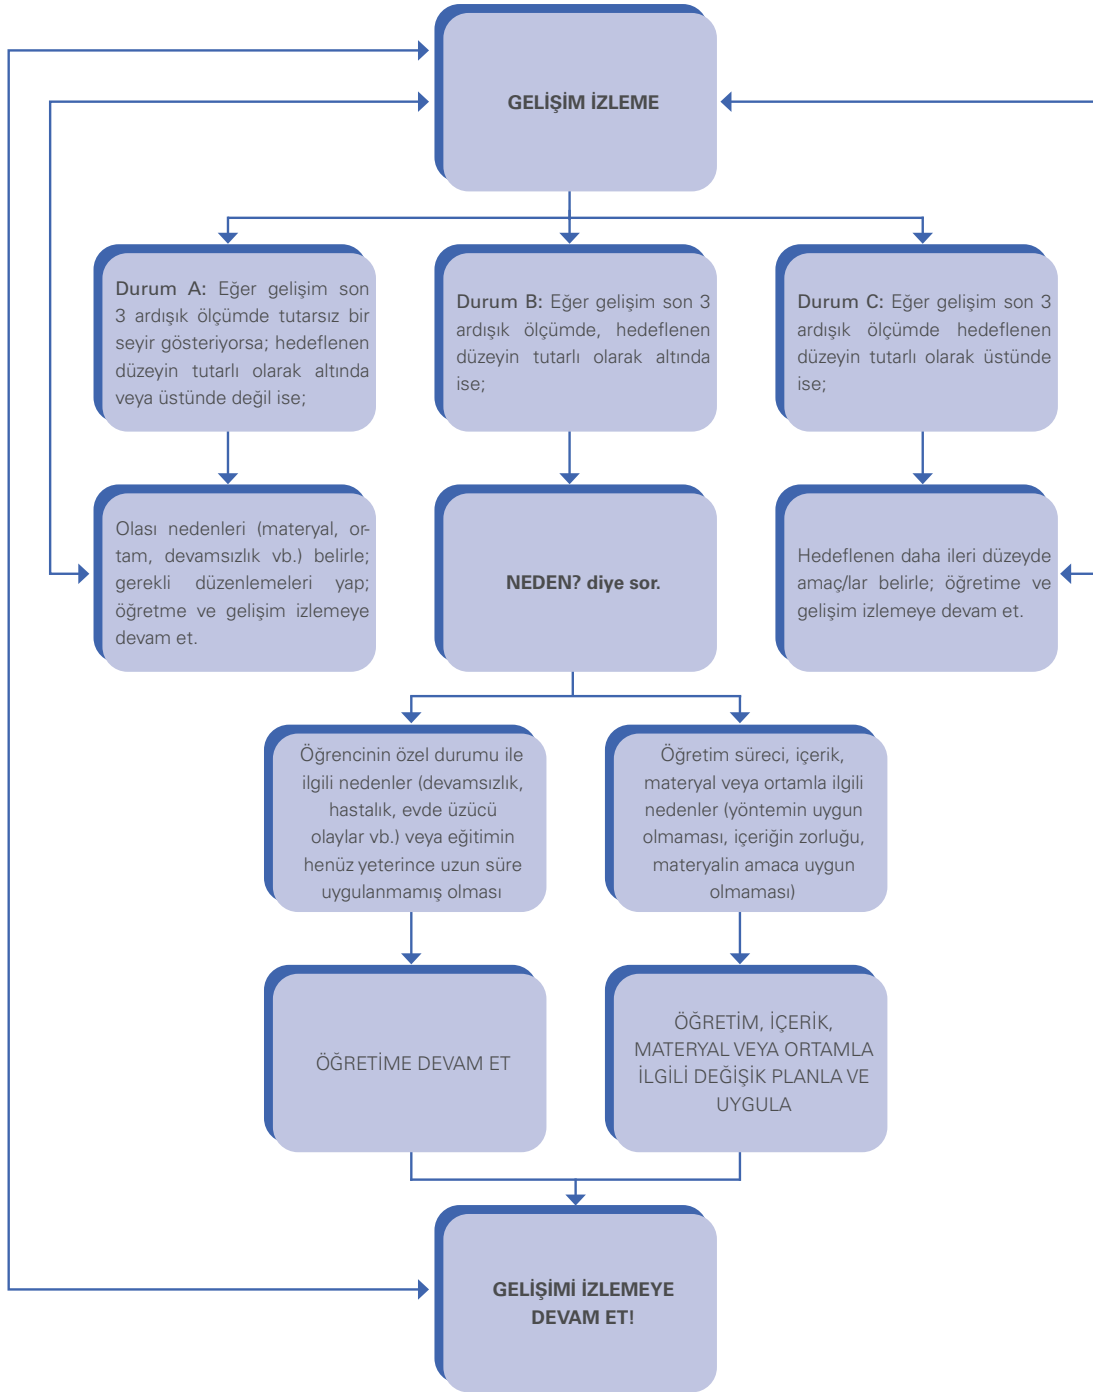 GELİŞİM İZLEME
Durum A: Eğer gelişim son
3 ardışık ölçümde tutarsız bir
seyir gösteriyorsa; hedeflenen
düzeyin tutarlı olarak altında
veya üstünde değil ise;
Durum B: Eğer gelişim son 3
ardışık ölçümde, hedeflenen
düzeyin tutarlı olarak altında
ise;
Durum C: Eğer gelişim son 3
ardışık ölçümde hedeflenen
düzeyin tutarlı olarak üstünde
ise;
Olası nedenleri (materyal, or-
tam, devamsızlık vb.) belirle;
gerekli düzenlemeleri yap;
öğretme ve gelişim izlemeye
devam et.
NEDEN? diye sor.
Hedeflenen daha ileri düzeyde
amaç/lar belirle; öğretime ve
gelişim izlemeye devam et.
Öğrencinin özel durumu ile
ilgili nedenler (devamsızlık,
hastalık, evde üzücü
olaylar vb.) veya eğitimin
henüz yeterince uzun süre
uygulanmamış olması
Öğretim süreci, içerik,
materyal veya ortamla ilgili
nedenler (yöntemin uygun
olmaması, içeriğin zorluğu,
materyalin amaca uygun
olmaması)
ÖĞRETİME DEVAM ET
ÖĞRETİM, İÇERİK,
MATERYAL VEYA ORTAMLA
İLGİLİ DEĞİŞİK PLANLA VE
UYGULA
GELİŞİMİ İZLEMEYE
DEVAM ET!